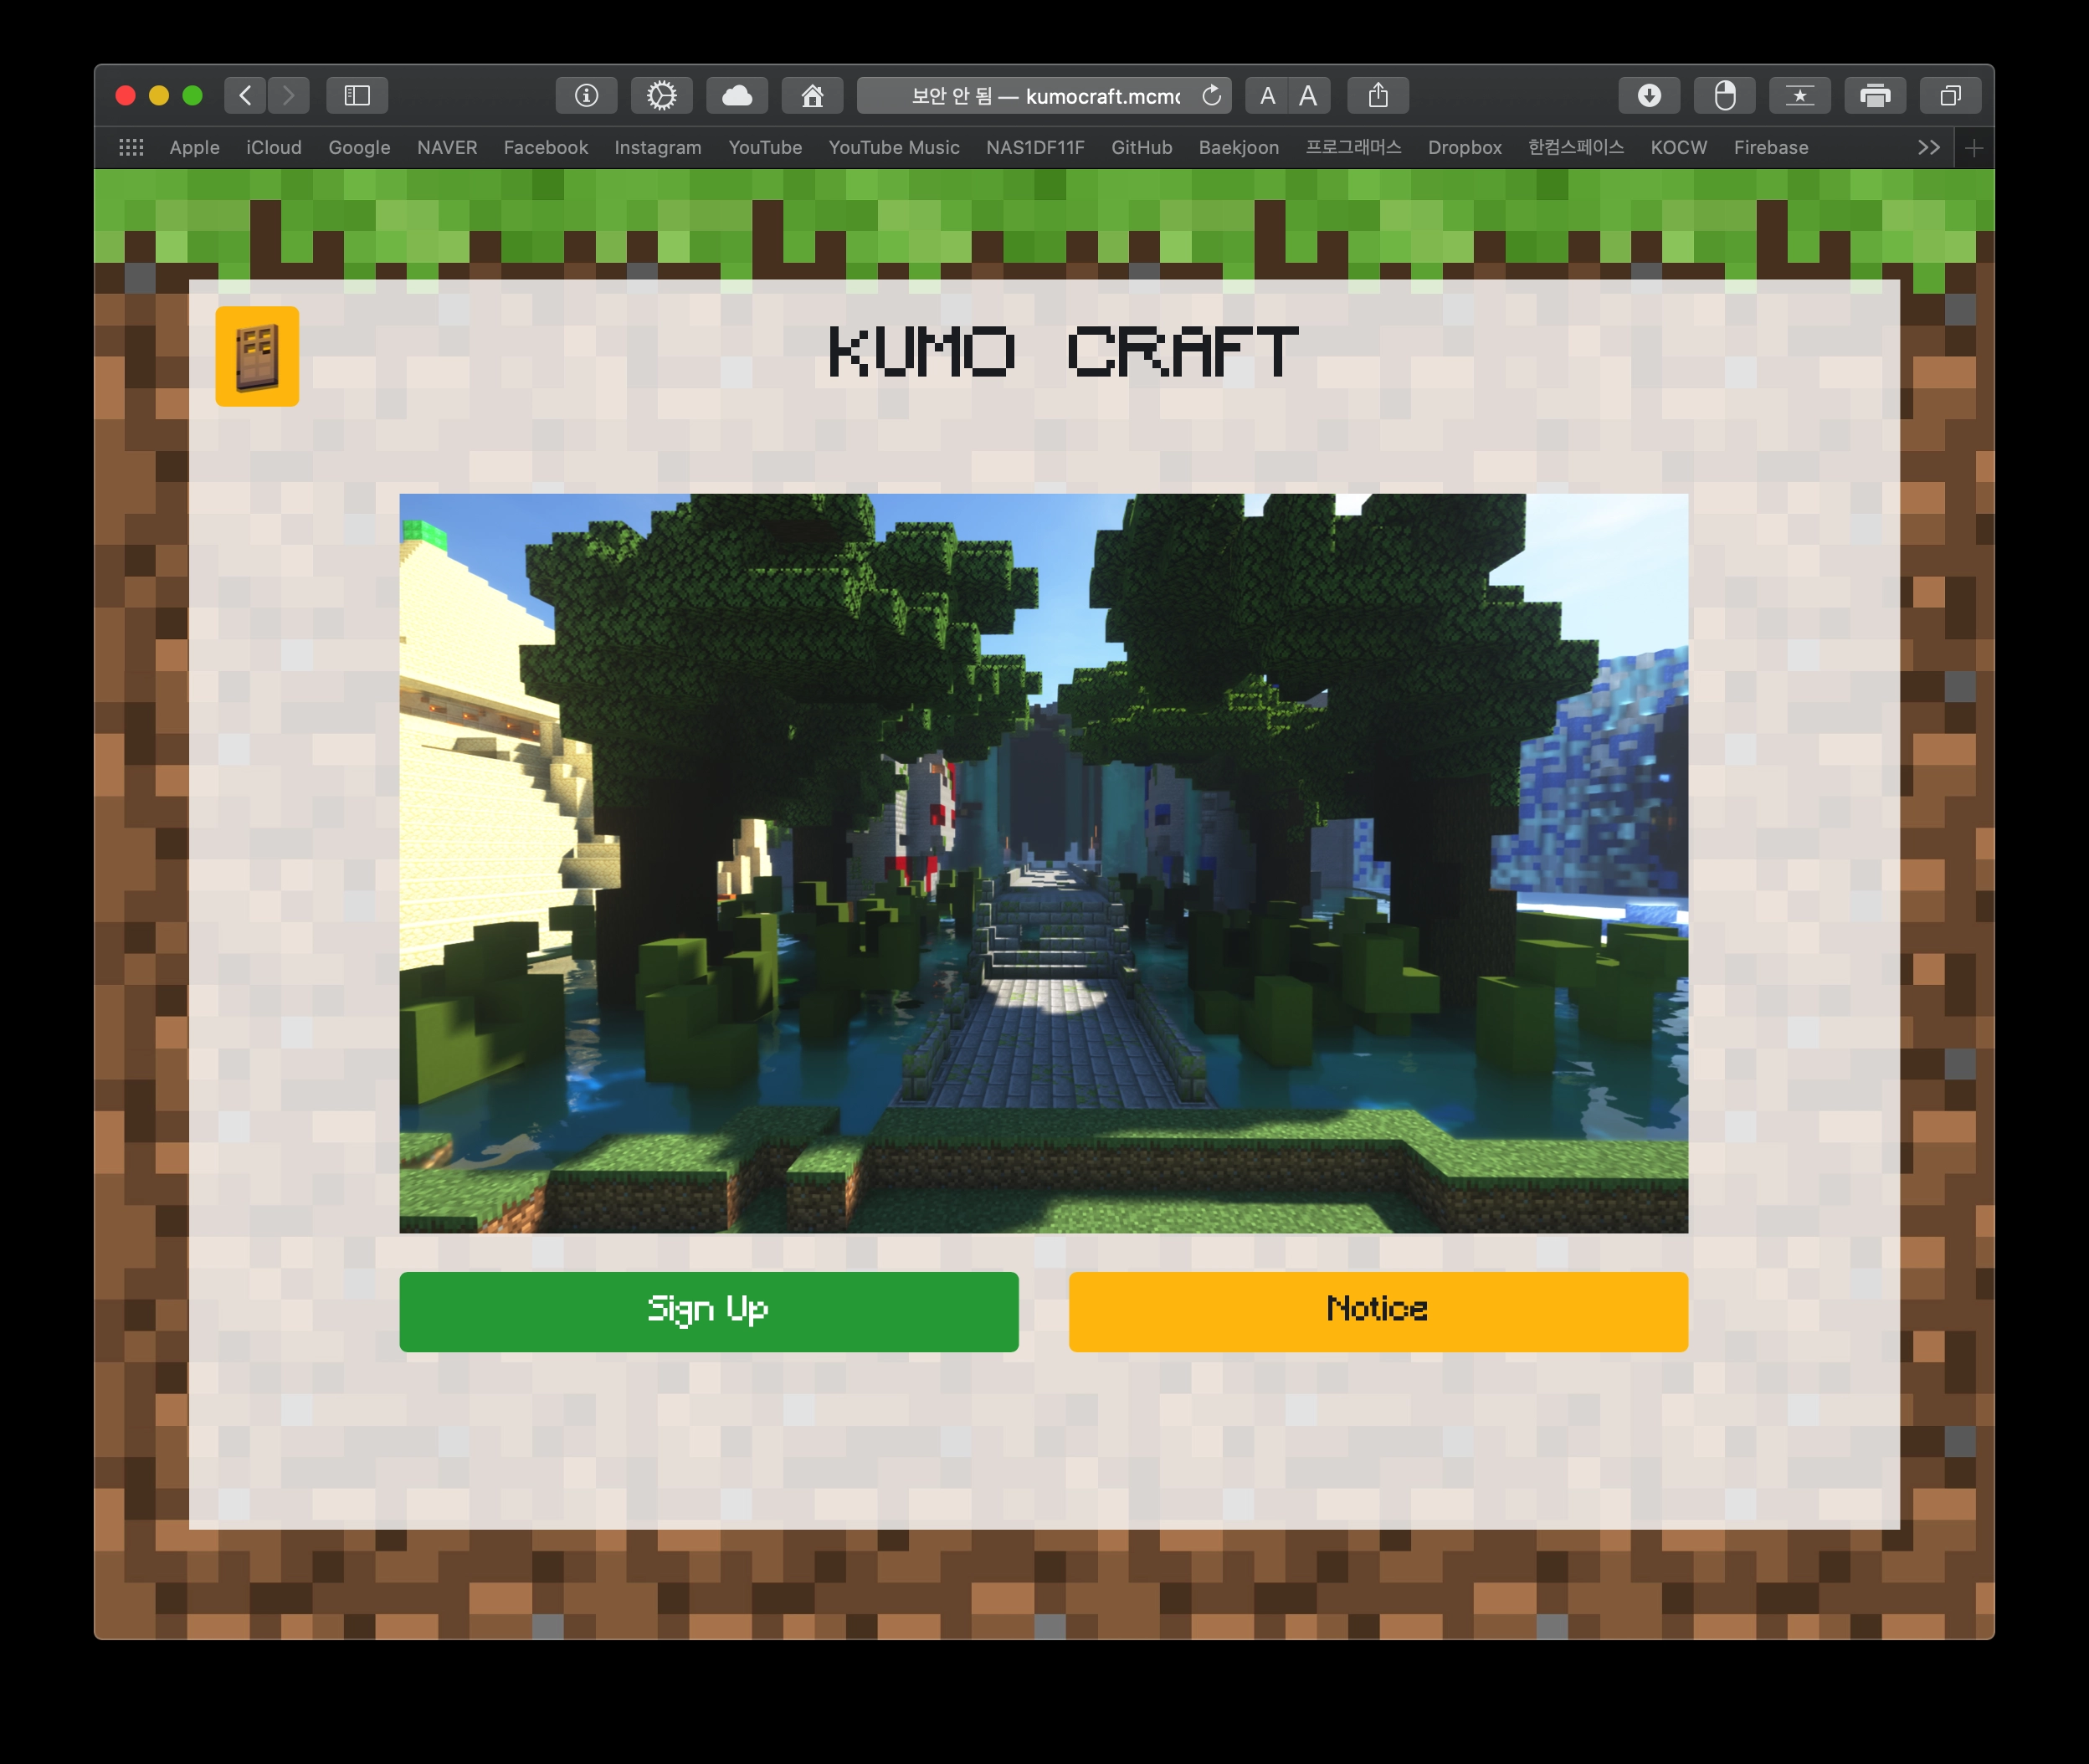 보안 안 됨 — kumocraft.mcmc
A A
Apple iCloud Google NAVER Facebook Instagram YouTube YouTube Music NAS1DF11F GitHub Baekjoon 프로그래머스 Dropbox 한컴스페이스 KOCW Firebase
KUMO CRAFT
Sign Up Notice